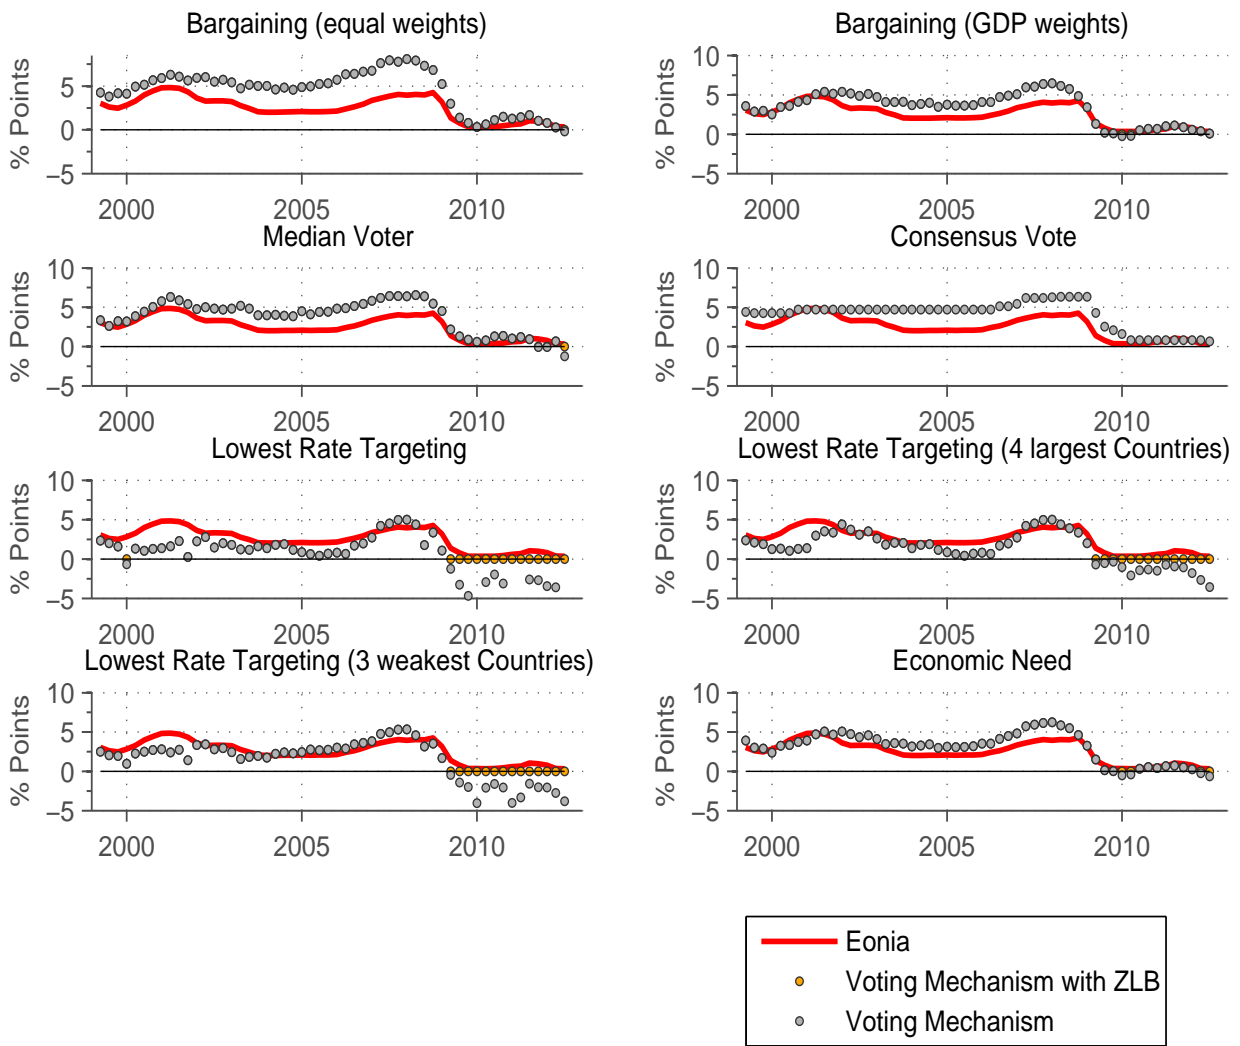 Bargaining (equal weights)
Bargaining (GDP weights)
% Points
5
0
−5
2000
2005
2010
% Points
10
5
0
−5
2000
2005
2010
Median Voter
Consensus Vote
% Points
10
5
0
−5
2000
2005
2010
% Points
10
5
0
−5
2000
2005
2010
Lowest Rate Targeting
Lowest Rate Targeting (4 largest Countries)
% Points
10
5
0
−5
2000
2005
2010
% Points
10
5
0
−5
2000
2005
2010
Lowest Rate Targeting (3 weakest Countries)
Economic Need
% Points
10
5
0
−5
2000
2005
2010
% Points
10
5
0
−5
2000
2005
2010
Eonia
Voting Mechanism with ZLB
Voting Mechanism